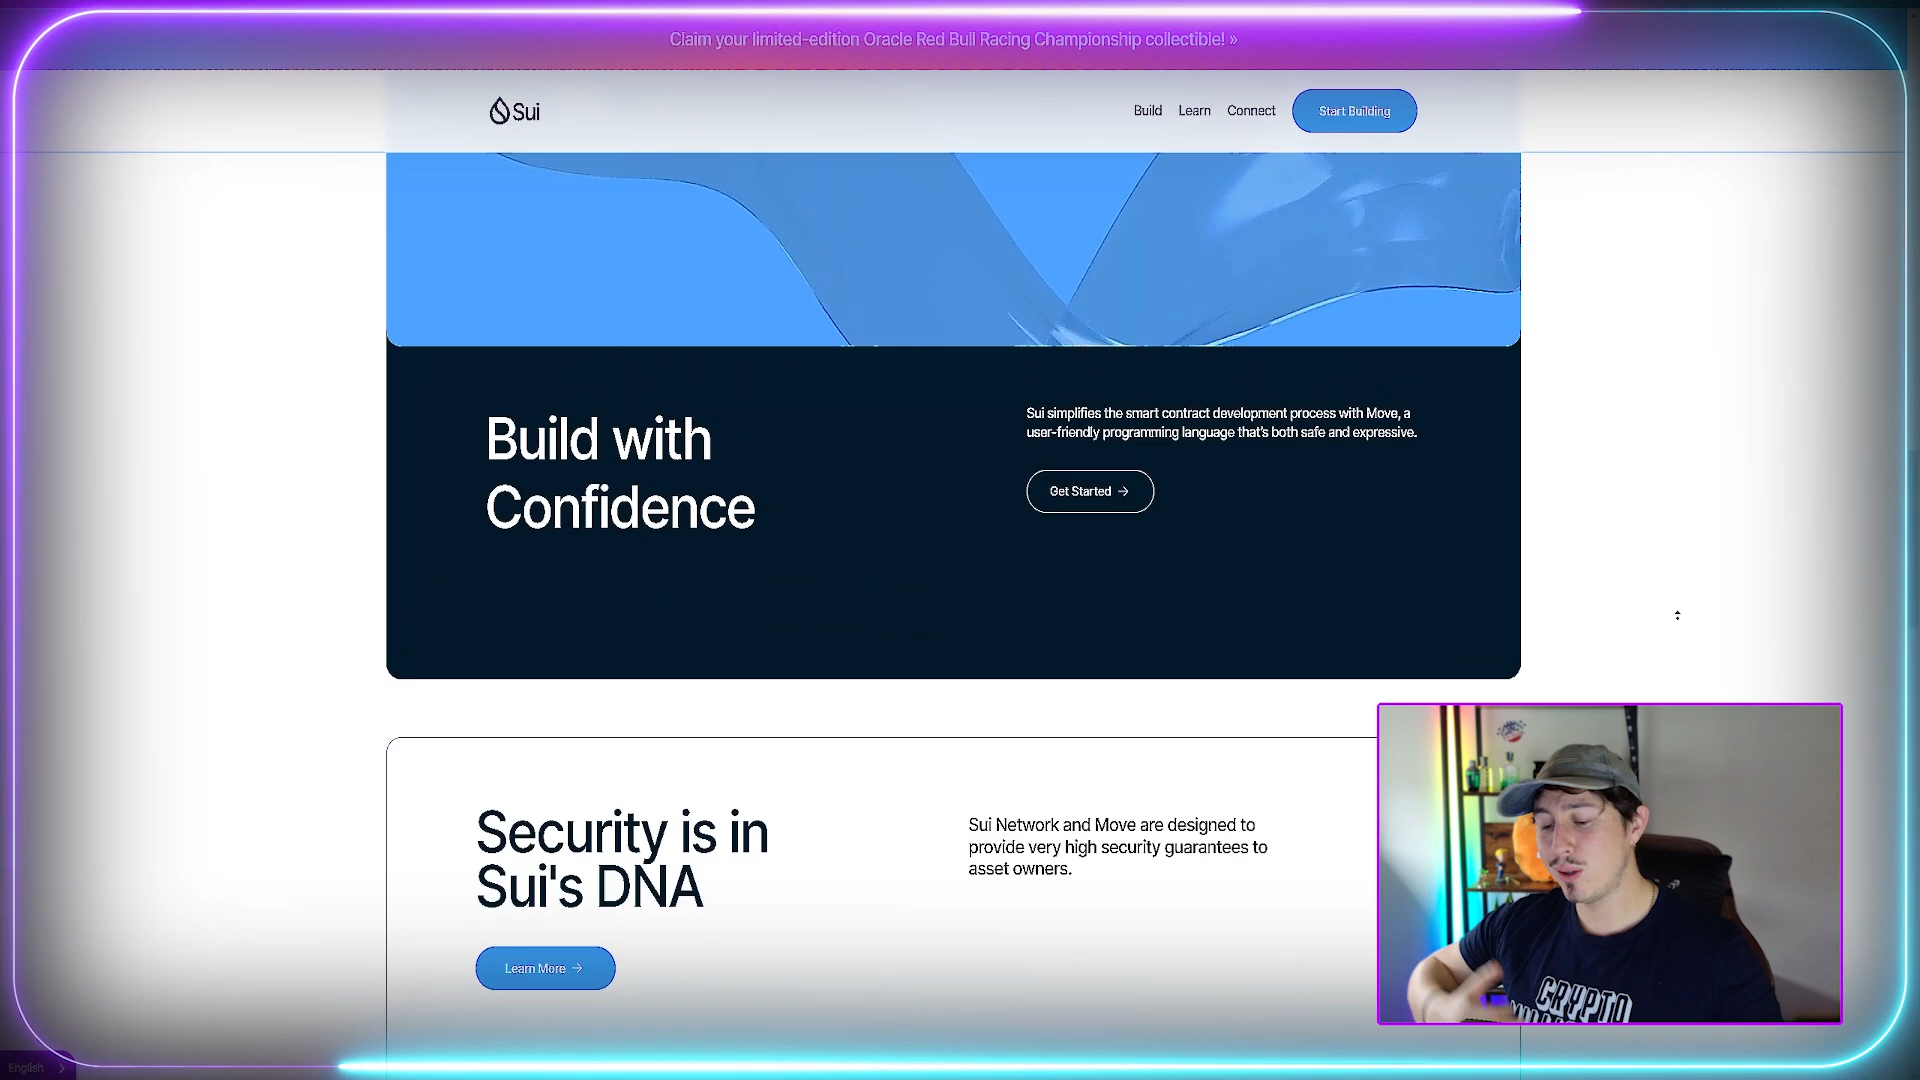 Claim your limited-edition Oracle Red Bull Racing Championship collectible! »
Sui
Build Learn Connect Start Building
Build with
Confidence
Sui simplifies the smart contract development process with Move, a
user-friendly programming language that's both safe and expressive.
Get Started →
Security is in
Sui's DNA
Sui Network and Move are designed to
provide very high security guarantees to
asset owners.
Learn More →
CRYPTO
English